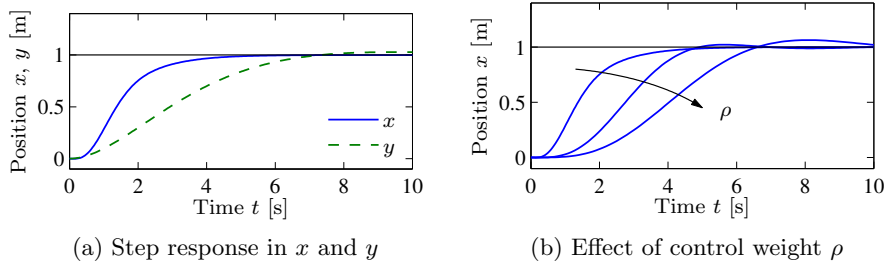 Position x, y [m]
1
0.5
0
0 2 4 6 8 10
Time t [s]
x
y
(a) Step response in x and y
Position x [m]
1
0.5
0
0 2 4 6 8 10
Time t [s]
ρ
(b) Effect of control weight ρ